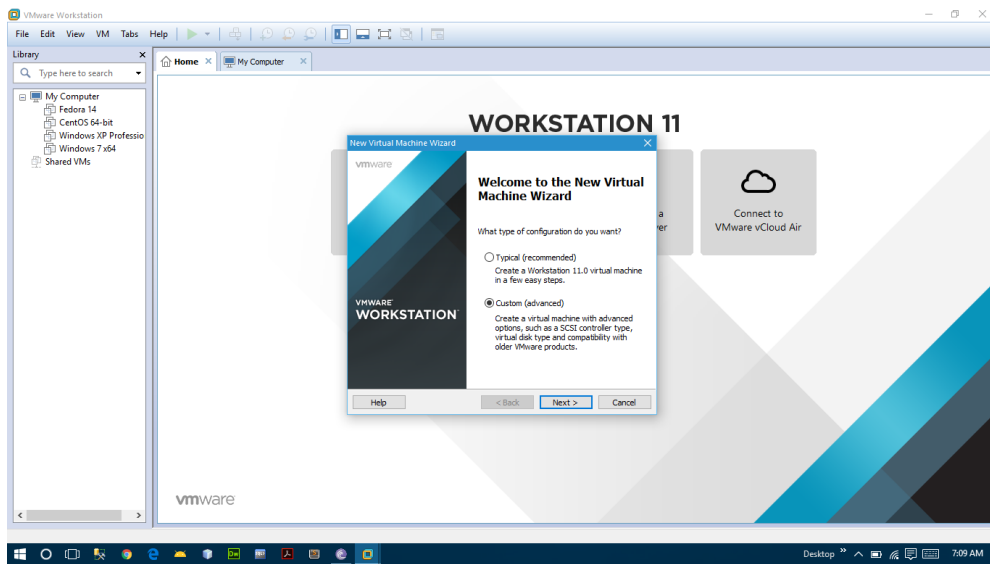 VMware Workstation
File Edit View VM Tabs Help
Library
Type here to search
My Computer
Fedora 14
CentOS 64-bit
Windows XP Professio
Windows 7 x64
Shared VMs
Home
My Computer
WORKSTATION 11
New Virtual Machine Wizard
vmware
VMWARE
WORKSTATION
Welcome to the New Virtual
Machine Wizard
What type of configuration do you want?
Typical (recommended)
Create a Workstation 11.0 virtual machine
in a few easy steps.
Custom (advanced)
Create a virtual machine with advanced
options, such as a SCSI controller type,
virtual disk type and compatibility with
older VMware products.
Help
< Back
Next >
Cancel
a
Connect to
VMware vCloud Air
vmware
Desktop
7:09 AM